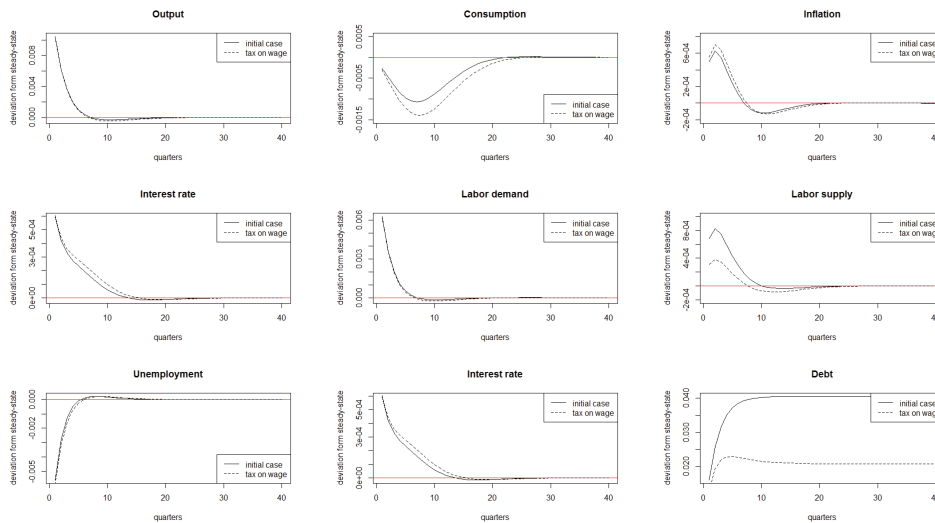 Output
deviation form steady-state
0.000 0.004 0.008
initial case
tax on wage
0 10 20 30 40
quarters
Consumption
deviation form steady-state
-0.0015 -0.0005 0.0005
initial case
tax on wage
0 10 20 30 40
quarters
Inflation
deviation form steady-state
-2e-04 2e-04 6e-04
initial case
tax on wage
0 10 20 30 40
quarters
Interest rate
deviation form steady-state
0e+00 3e-04 5e-04
initial case
tax on wage
0 10 20 30 40
quarters
Labor demand
deviation form steady-state
0.000 0.003 0.006
initial case
tax on wage
0 10 20 30 40
quarters
Labor supply
deviation form steady-state
-2e-04 4e-04 8e-04
initial case
tax on wage
0 10 20 30 40
quarters
Unemployment
deviation form steady-state
-0.005 -0.002 0.000
initial case
tax on wage
0 10 20 30 40
quarters
Interest rate
deviation form steady-state
0e+00 3e-04 5e-04
initial case
tax on wage
0 10 20 30 40
quarters
Debt
deviation form steady-state
0.020 0.030 0.040
initial case
tax on wage
0 10 20 30 40
quarters